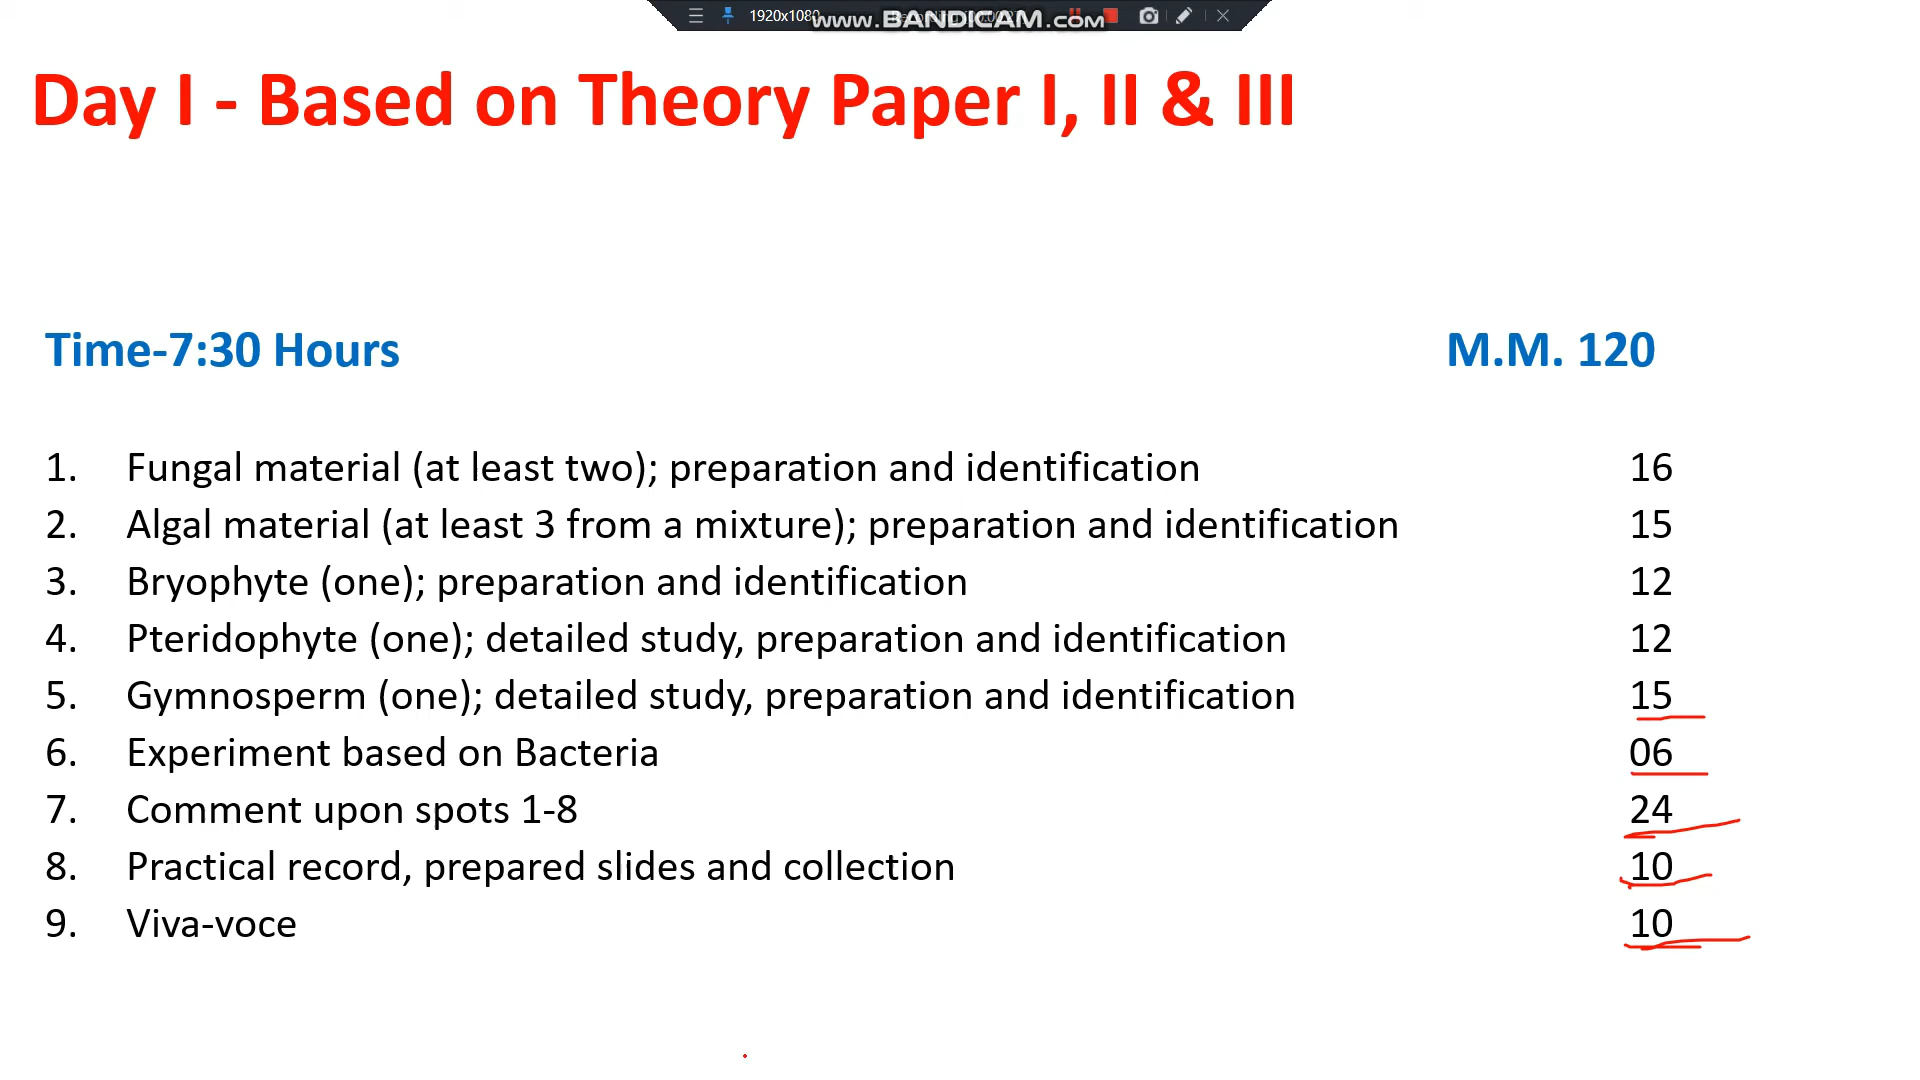 1920x1080
www.BANDICAM.com
Day I - Based on Theory Paper I, II & III
Time-7:30 Hours M.M. 120
1. Fungal material (at least two); preparation and identification 16
2. Algal material (at least 3 from a mixture); preparation and identification 15
3. Bryophyte (one); preparation and identification 12
4. Pteridophyte (one); detailed study, preparation and identification 12
5. Gymnosperm (one); detailed study, preparation and identification 15
6. Experiment based on Bacteria 06
7. Comment upon spots 1-8 24
8. Practical record, prepared slides and collection 10
9. Viva-voce 10